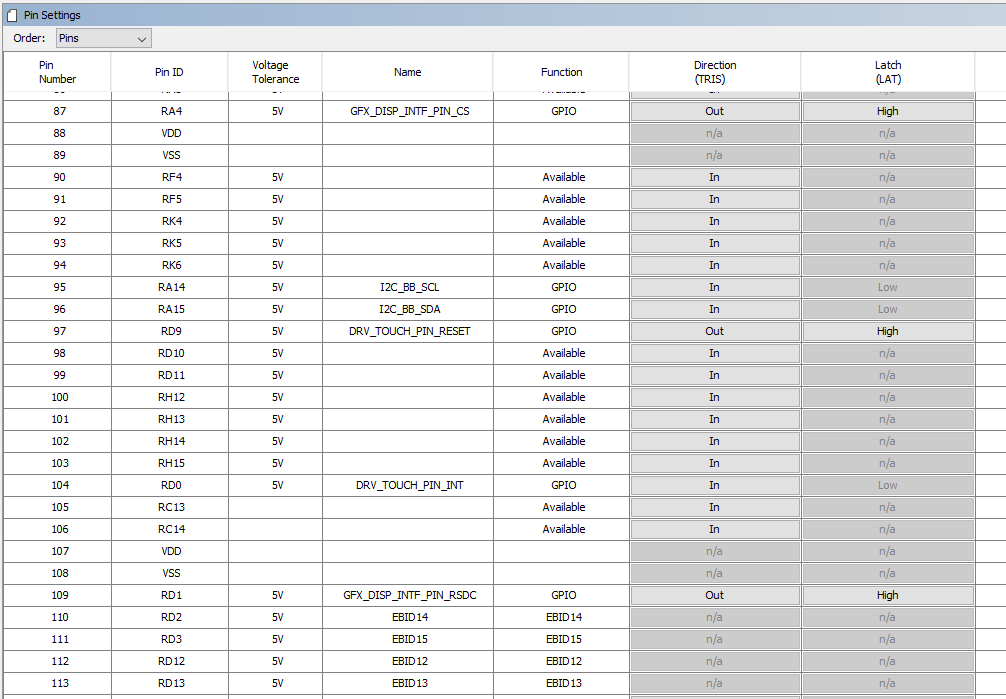 Pin Settings
Order: Pins
Pin Number Pin ID Voltage Tolerance Name Function Direction (TRIS) Latch (LAT)
87 RA4 5V GFX_DISP_INTF_PIN_CS GPIO Out High
88 VDD n/a n/a
89 VSS n/a n/a
90 RF4 5V Available In n/a
91 RF5 5V Available In n/a
92 RK4 5V Available In n/a
93 RK5 5V Available In n/a
94 RK6 5V Available In n/a
95 RA14 5V I2C_BB_SCL GPIO In Low
96 RA15 5V I2C_BB_SDA GPIO In Low
97 RD9 5V DRV_TOUCH_PIN_RESET GPIO Out High
98 RD10 5V Available In n/a
99 RD11 5V Available In n/a
100 RH12 5V Available In n/a
101 RH13 5V Available In n/a
102 RH14 5V Available In n/a
103 RH15 5V Available In n/a
104 RD0 5V DRV_TOUCH_PIN_INT GPIO In Low
105 RC13 Available In n/a
106 RC14 Available In n/a
107 VDD n/a n/a
108 VSS n/a n/a
109 RD1 5V GFX_DISP_INTF_PIN_RSDC GPIO Out High
110 RD2 5V EBID14 EBID14 n/a n/a
111 RD3 5V EBID15 EBID15 n/a n/a
112 RD12 5V EBID12 EBID12 n/a n/a
113 RD13 5V EBID13 EBID13 n/a n/a